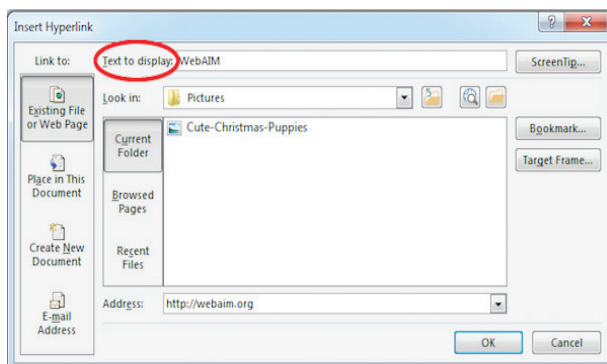 Insert Hyperlink
Link to:
Text to display: WebAIM
ScreenTip...
Existing File
or Web Page
Look in:
Pictures
Current
Folder
Cute-Christmas-Puppies
Bookmark...
Target Frame...
Place in This
Document
Browsed
Pages
Create New
Document
Recent
Files
E-mail
Address
Address:
http://webaim.org
OK
Cancel